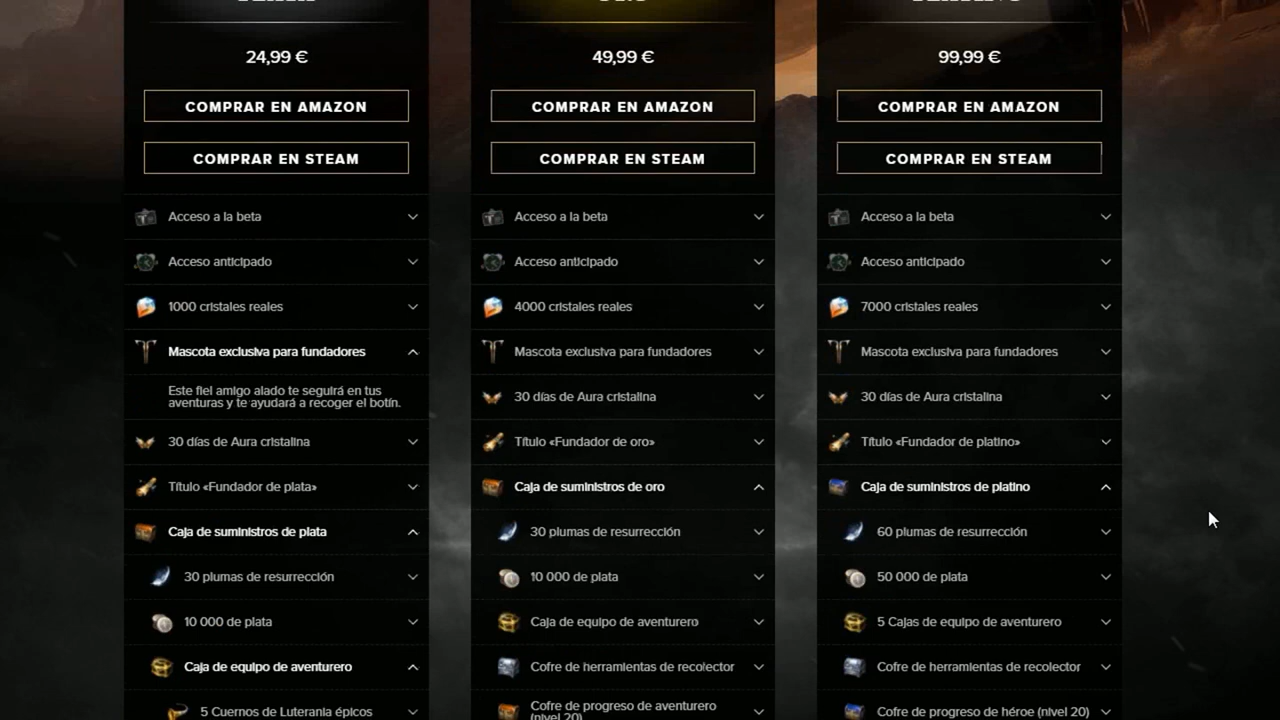 24,99 €
COMPRAR EN AMAZON
COMPRAR EN STEAM
Acceso a la beta
Acceso anticipado
1000 cristales reales
Mascota exclusiva para fundadores
Este fiel amigo alado te seguirá en tus
aventuras y te ayudará a recoger el botín.
30 días de Aura cristalina
Título «Fundador de plata»
Caja de suministros de plata
30 plumas de resurrección
10 000 de plata
Caja de equipo de aventurero
5 Cuernos de Luterania épicos
49,99 €
COMPRAR EN AMAZON
COMPRAR EN STEAM
Acceso a la beta
Acceso anticipado
4000 cristales reales
Mascota exclusiva para fundadores
30 días de Aura cristalina
Título «Fundador de oro»
Caja de suministros de oro
30 plumas de resurrección
10 000 de plata
Caja de equipo de aventurero
Cofre de herramientas de recolector
Cofre de progreso de aventurero
(nivel 20)
99,99 €
COMPRAR EN AMAZON
COMPRAR EN STEAM
Acceso a la beta
Acceso anticipado
7000 cristales reales
Mascota exclusiva para fundadores
30 días de Aura cristalina
Título «Fundador de platino»
Caja de suministros de platino
60 plumas de resurrección
50 000 de plata
5 Cajas de equipo de aventurero
Cofre de herramientas de recolector
Cofre de progreso de héroe (nivel 20)